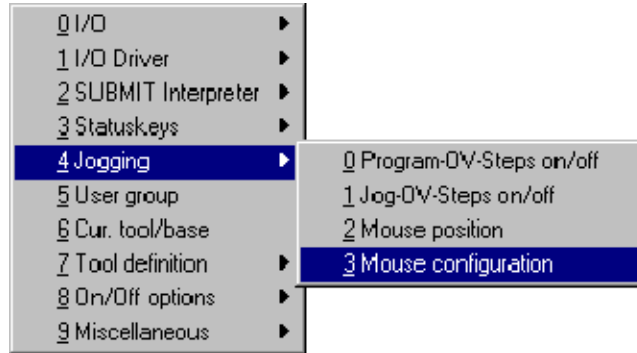 0 I/O
1 I/O Driver
2 SUBMIT Interpreter
3 Statuskeys
4 Jogging
5 User group
6 Cur. tool/base
7 Tool definition
8 On/Off options
9 Miscellaneous
0 Program-OV-Steps on/off
1 Jog-OV-Steps on/off
2 Mouse position
3 Mouse configuration